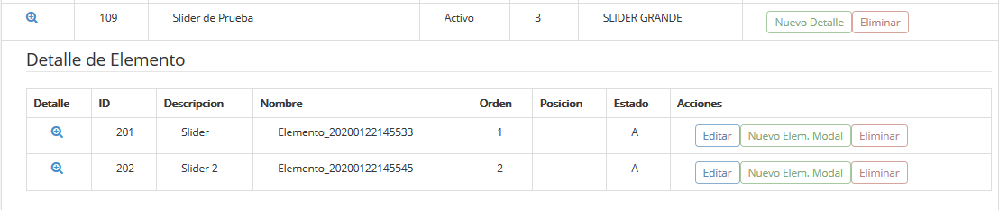 109 Slider de Prueba Activo 3 SLIDER GRANDE Nuevo Detalle Eliminar
Detalle de Elemento
Detalle ID Descripcion Nombre Orden Posicion Estado Acciones
201 Slider Elemento_20200122145533 1 A Editar Nuevo Elem. Modal Eliminar
202 Slider 2 Elemento_20200122145545 2 A Editar Nuevo Elem. Modal Eliminar